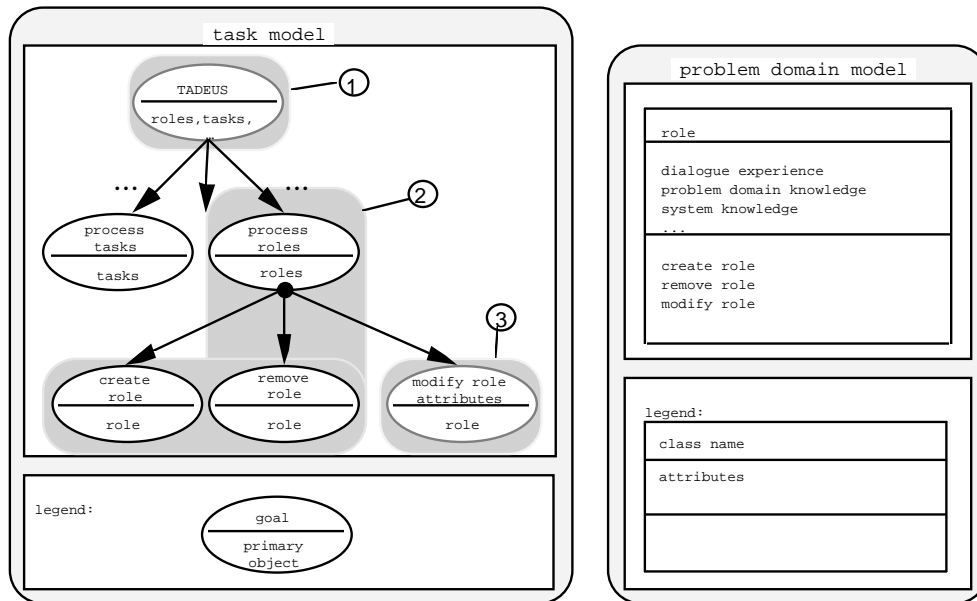 task model
1
TADEUS
roles,tasks,
...
... ...
2
process
tasks
tasks
process
roles
roles
3
create
role
role
remove
role
role
modify role
attributes
role
legend:
goal
primary
object
problem domain model
role
dialogue experience
problem domain knowledge
system knowledge
...
create role
remove role
modify role
legend:
class name
attributes